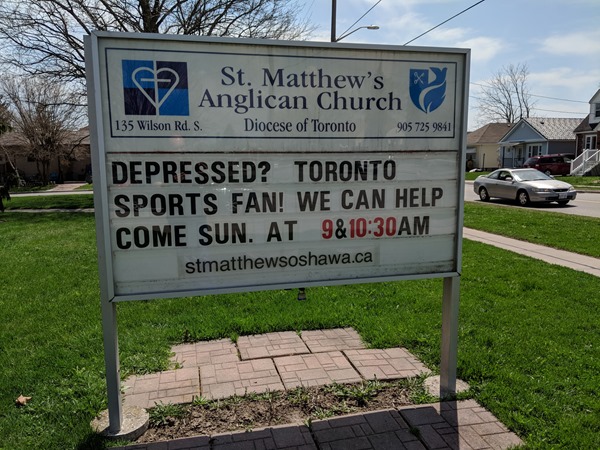 St. Matthew's
Anglican Church
135 Wilson Rd. S.
Diocese of Toronto
905 725 9841
DEPRESSED? TORONTO
SPORTS FAN! WE CAN HELP
COME SUN. AT 9&10:30AM
stmatthewsoshawa.ca